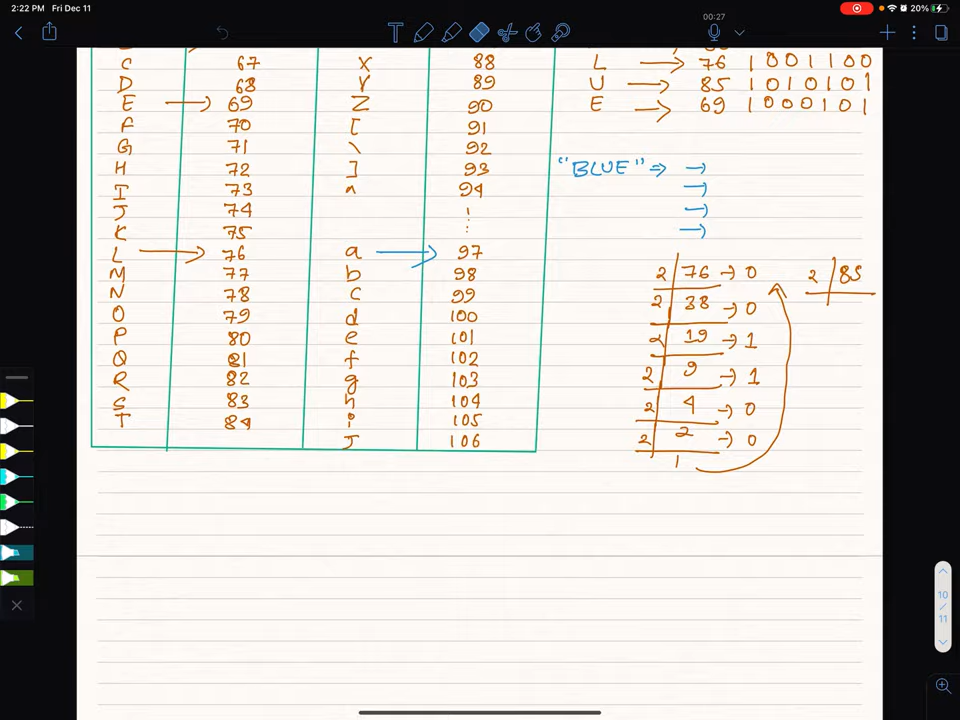 2:22 PM Fri Dec 11
20%
00:27
T
C 67 X 88
D 68 Y 89
E → 69 Z 90
F 70 [ 91
G 71 \ 92
H 72 ] 93
I 73 ^ 94
J 74
K 75
L → 76 a → 97
M 77 b 98
N 78 c 99
O 79 d 100
P 80 e 101
Q 81 f 102
R 82 g 103
S 83 h 104
T 84 i 105
J 106
L → 76 1001100
U → 85 1010101
E → 69 1000101
"BLUE" ⇒ →
→
→
→
2 76 → 0
2 38 → 0
2 19 → 1
2 9 → 1
2 4 → 0
2 2 → 0
1
2 85
10
/
11